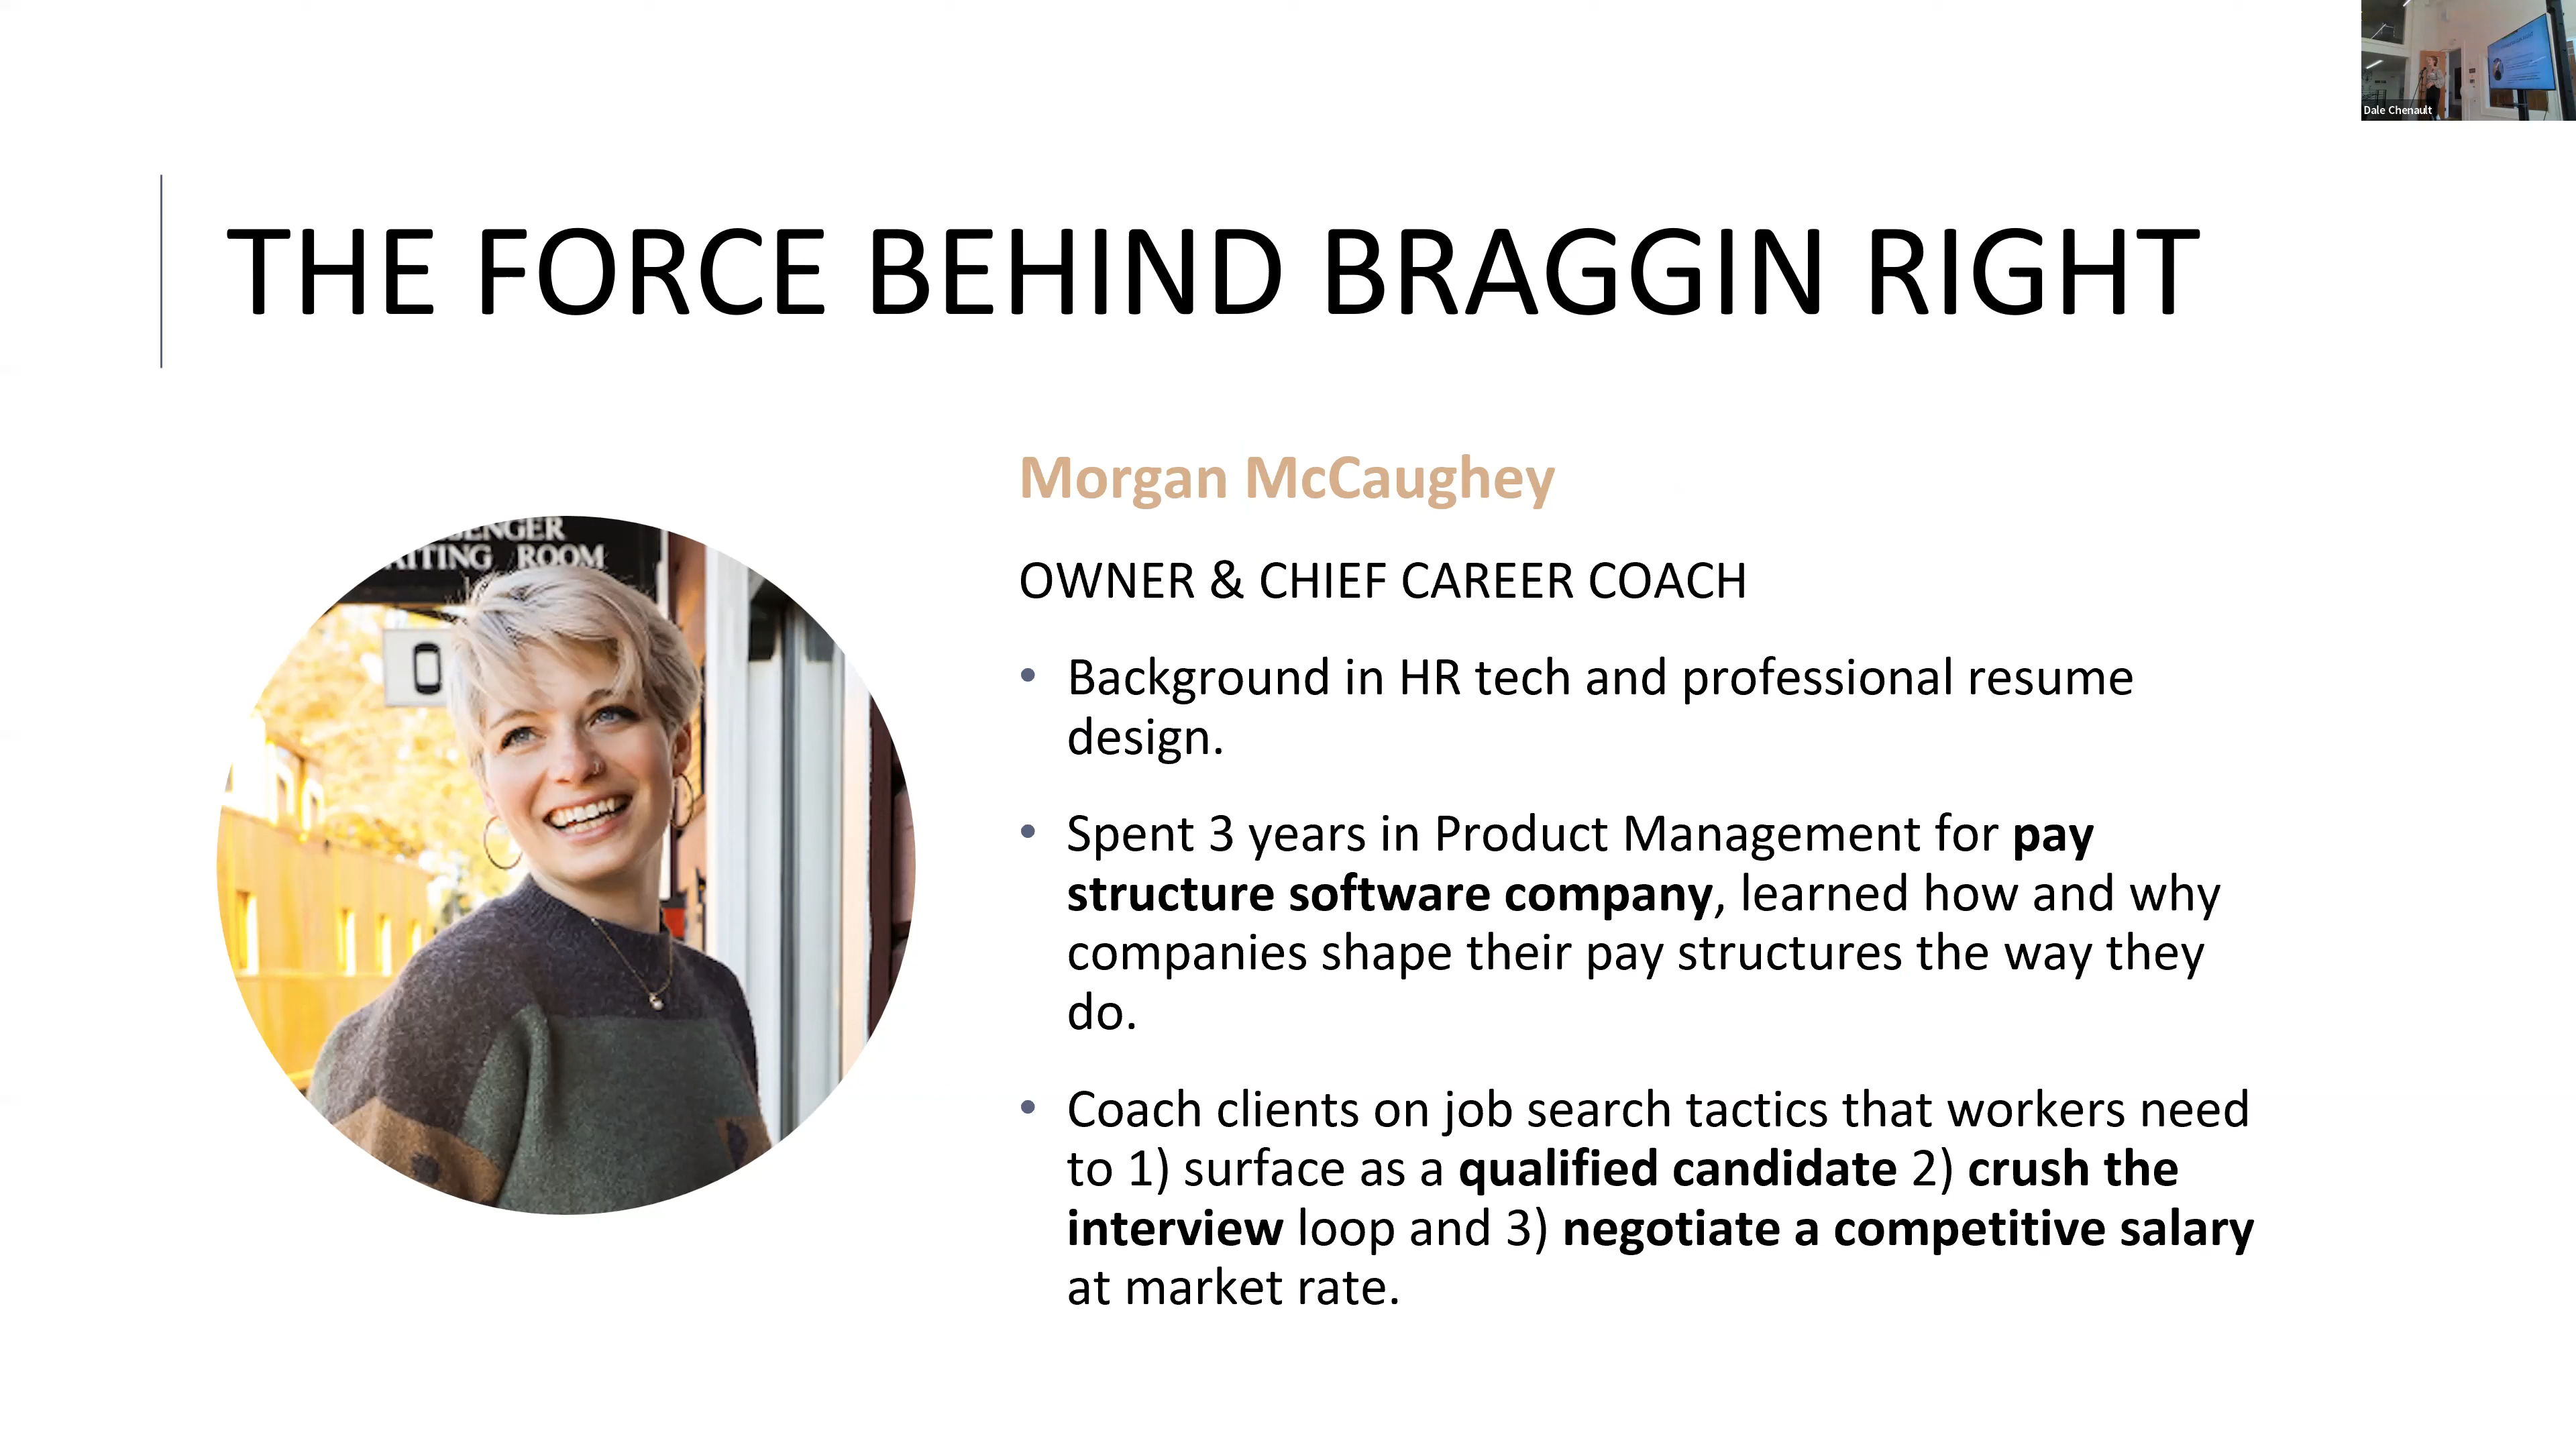 Dale Chenault
THE FORCE BEHIND BRAGGIN RIGHT
Morgan McCaughey
OWNER & CHIEF CAREER COACH
• Background in HR tech and professional resume
design.
• Spent 3 years in Product Management for pay
structure software company, learned how and why
companies shape their pay structures the way they
do.
• Coach clients on job search tactics that workers need
to 1) surface as a qualified candidate 2) crush the
interview loop and 3) negotiate a competitive salary
at market rate.
ROOM